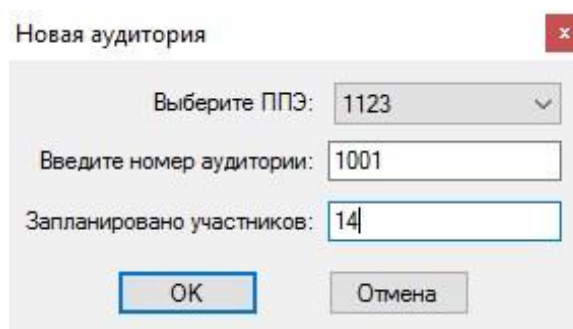 Новая аудитория
x
Выберите ППЭ: 1123
Введите номер аудитории: 1001
Запланировано участников: 14
OK Отмена